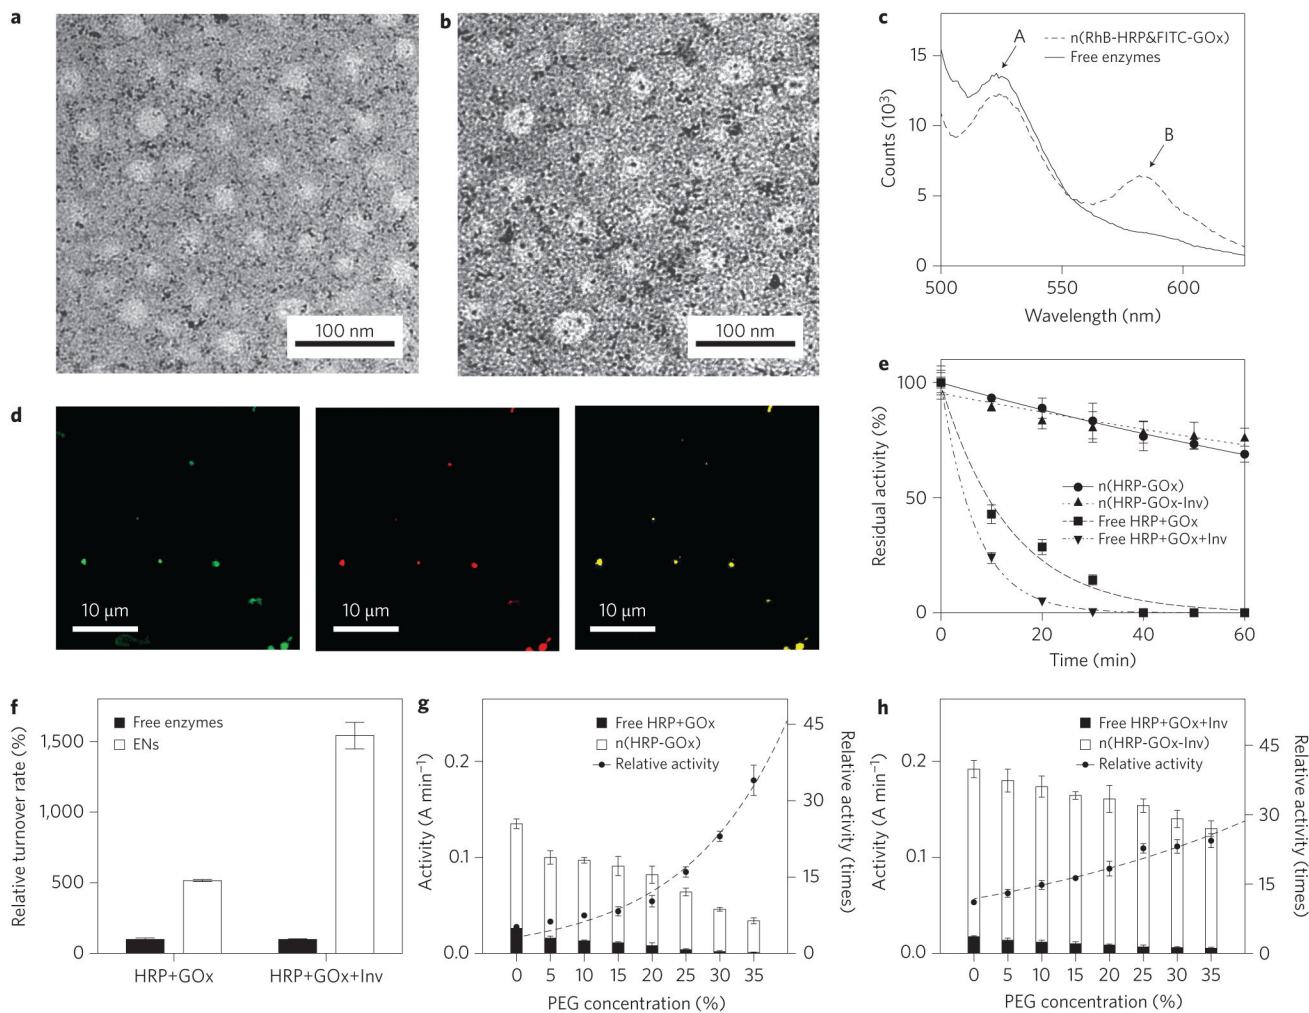 a
100 nm
b
100 nm
c
n(RhB-HRP&FITC-GOx)
Free enzymes
A
B
Counts (10³)
15
10
5
0
500
550
600
Wavelength (nm)
d
10 μm
10 μm
10 μm
e
Residual activity (%)
100
50
0
n(HRP-GOx)
n(HRP-GOx-Inv)
Free HRP+GOx
Free HRP+GOx+Inv
0
20
40
60
Time (min)
f
Free enzymes
ENs
Relative turnover rate (%)
1,500
1,000
500
0
HRP+GOx
HRP+GOx+Inv
g
Free HRP+GOx
n(HRP-GOx)
Relative activity
Activity (A min⁻¹)
0.2
0.1
0.0
Relative activity (times)
45
30
15
0
0 5 10 15 20 25 30 35
PEG concentration (%)
h
Free HRP+GOx+Inv
n(HRP-GOx-Inv)
Relative activity
Activity (A min⁻¹)
0.2
0.1
0.0
Relative activity (times)
45
30
15
0
0 5 10 15 20 25 30 35
PEG concentration (%)